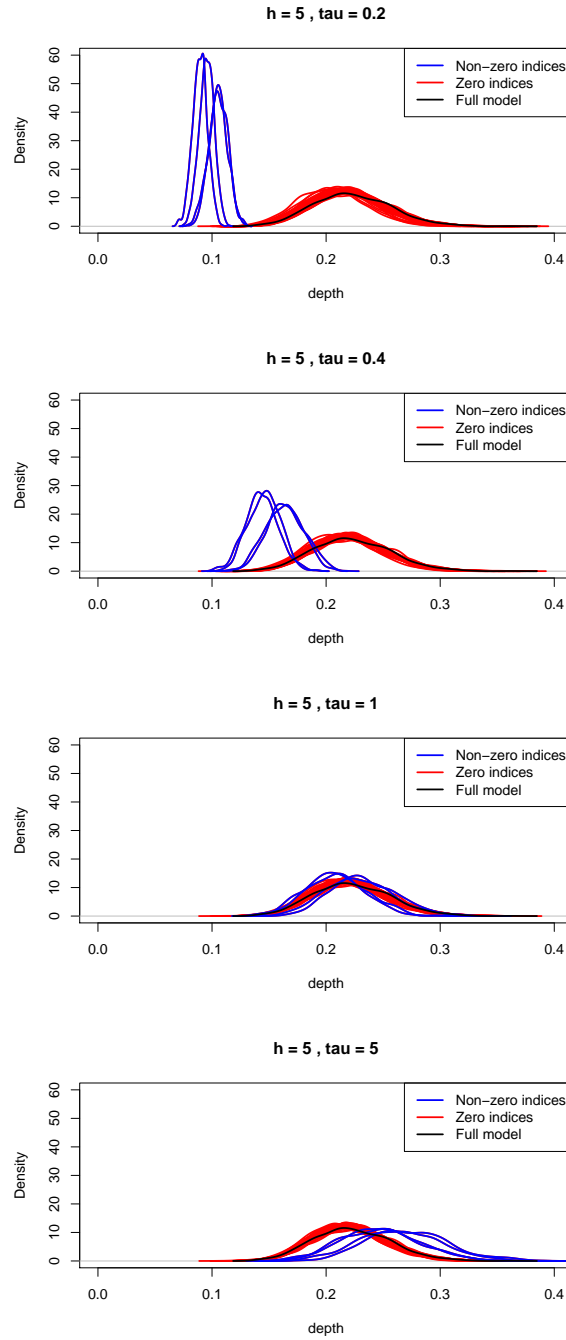 h = 5 , tau = 0.2
Density
60
50
40
30
20
10
0
Non−zero indices
Zero indices
Full model
0.0 0.1 0.2 0.3 0.4
depth
h = 5 , tau = 0.4
Density
60
50
40
30
20
10
0
Non−zero indices
Zero indices
Full model
0.0 0.1 0.2 0.3 0.4
depth
h = 5 , tau = 1
Density
60
50
40
30
20
10
0
Non−zero indices
Zero indices
Full model
0.0 0.1 0.2 0.3 0.4
depth
h = 5 , tau = 5
Density
60
50
40
30
20
10
0
Non−zero indices
Zero indices
Full model
0.0 0.1 0.2 0.3 0.4
depth